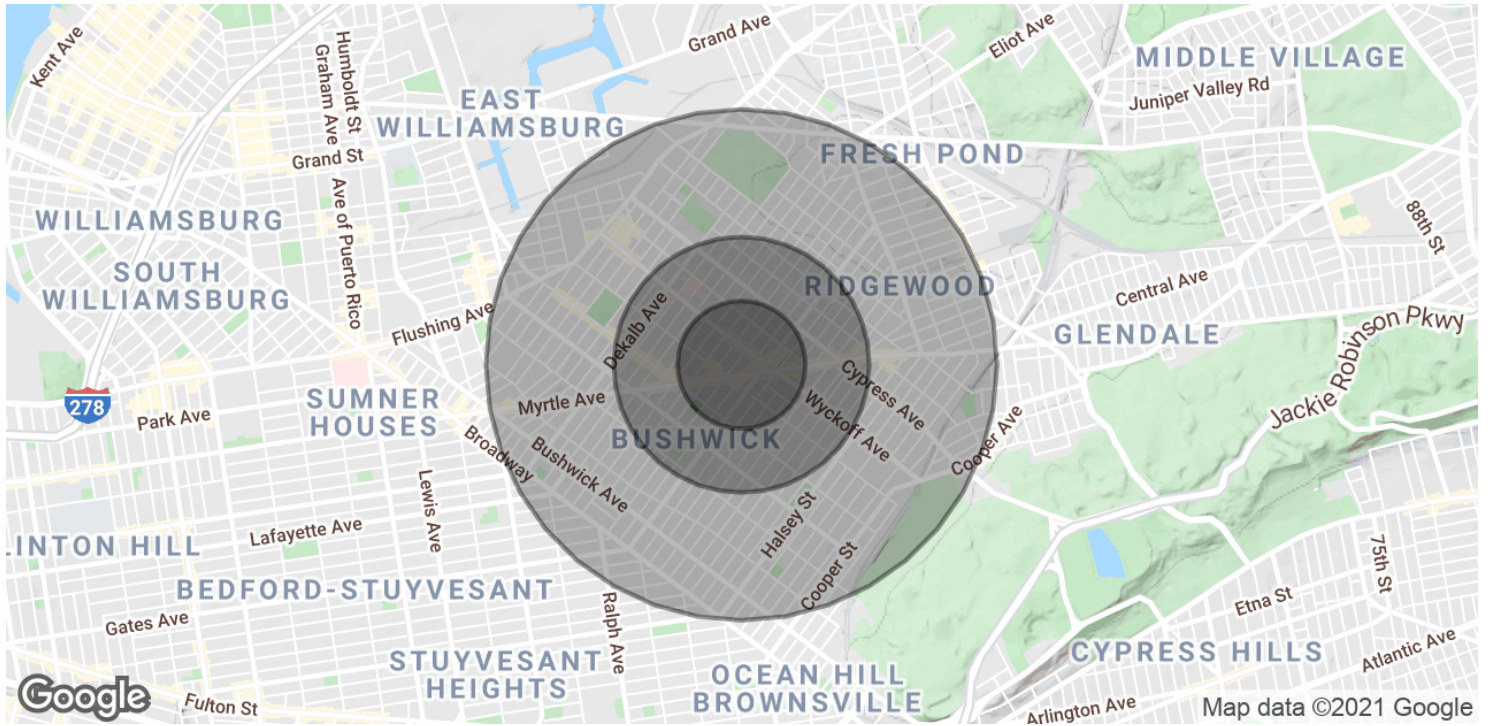 Kent Ave
Humboldt St
Graham Ave
Grand Ave
Eliot Ave
MIDDLE VILLAGE
Juniper Valley Rd
EAST
WILLIAMSBURG
Grand St
FRESH POND
Ave of Puerto Rico
WILLIAMSBURG
88th St
SOUTH
WILLIAMSBURG
RIDGEWOOD
Central Ave
Flushing Ave
Dekalb Ave
GLENDALE
Jackie Robinson Pkwy
278
Park Ave
SUMNER
HOUSES
Myrtle Ave
Cypress Ave
Wyckoff Ave
BUSHWICK
Broadway
Bushwick Ave
Cooper Ave
Lewis Ave
Halsey St
Lafayette Ave
LINTON HILL
75th St
Cooper St
BEDFORD-STUYVESANT
Ralph Ave
Etna St
Gates Ave
STUYVESANT
HEIGHTS
OCEAN HILL
BROWNSVILLE
CYPRESS HILLS
Atlantic Ave
Arlington Ave
Fulton St
Google
Map data ©2021 Google